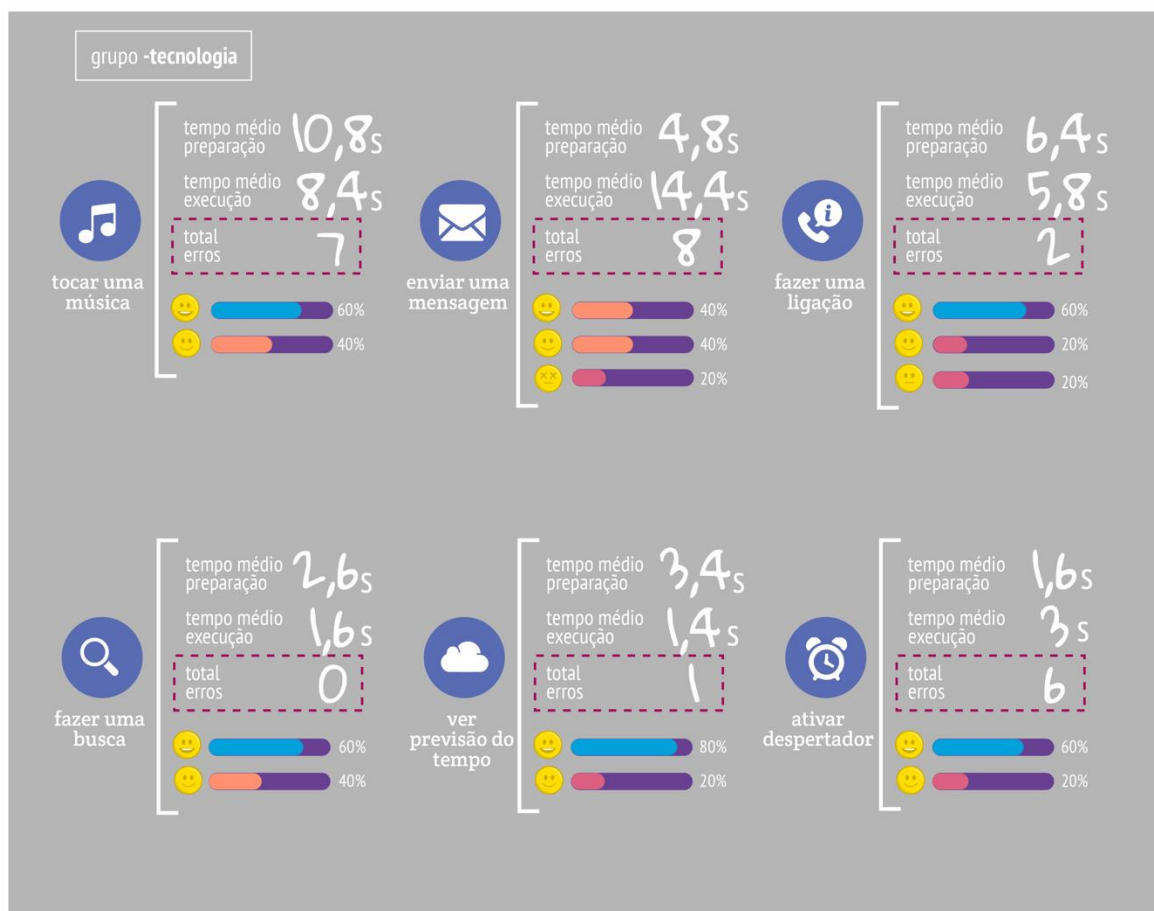 grupo -tecnologia
tempo médio
preparação 10,8s
tempo médio
execução 8,4s
total
erros 7
tocar uma
música
60%
40%
tempo médio
preparação 4,8s
tempo médio
execução 14,4s
total
erros 8
enviar uma
mensagem
40%
40%
20%
tempo médio
preparação 6,4s
tempo médio
execução 5,8s
total
erros 2
fazer uma
ligação
60%
20%
20%
tempo médio
preparação 2,6s
tempo médio
execução 1,6s
total
erros 0
fazer uma
busca
60%
40%
tempo médio
preparação 3,4s
tempo médio
execução 1,4s
total
erros 1
ver
previsão do
tempo
80%
20%
tempo médio
preparação 1,6s
tempo médio
execução 3s
total
erros 6
ativar
despertador
60%
20%